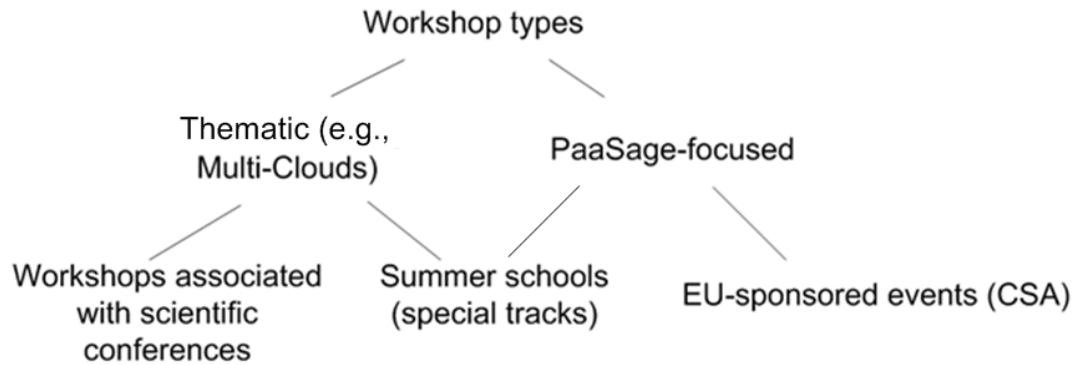 Workshop types
Thematic (e.g.,
Multi-Clouds)
PaaSage-focused
Workshops associated
with scientific
conferences
Summer schools
(special tracks)
EU-sponsored events (CSA)